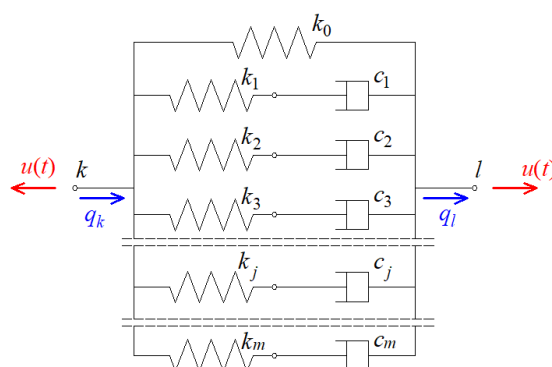 k₀
k₁ c₁
k₂ c₂
u(t) k l u(t)
k₃ c₃
qₖ qₗ
kⱼ cⱼ
kₘ cₘ